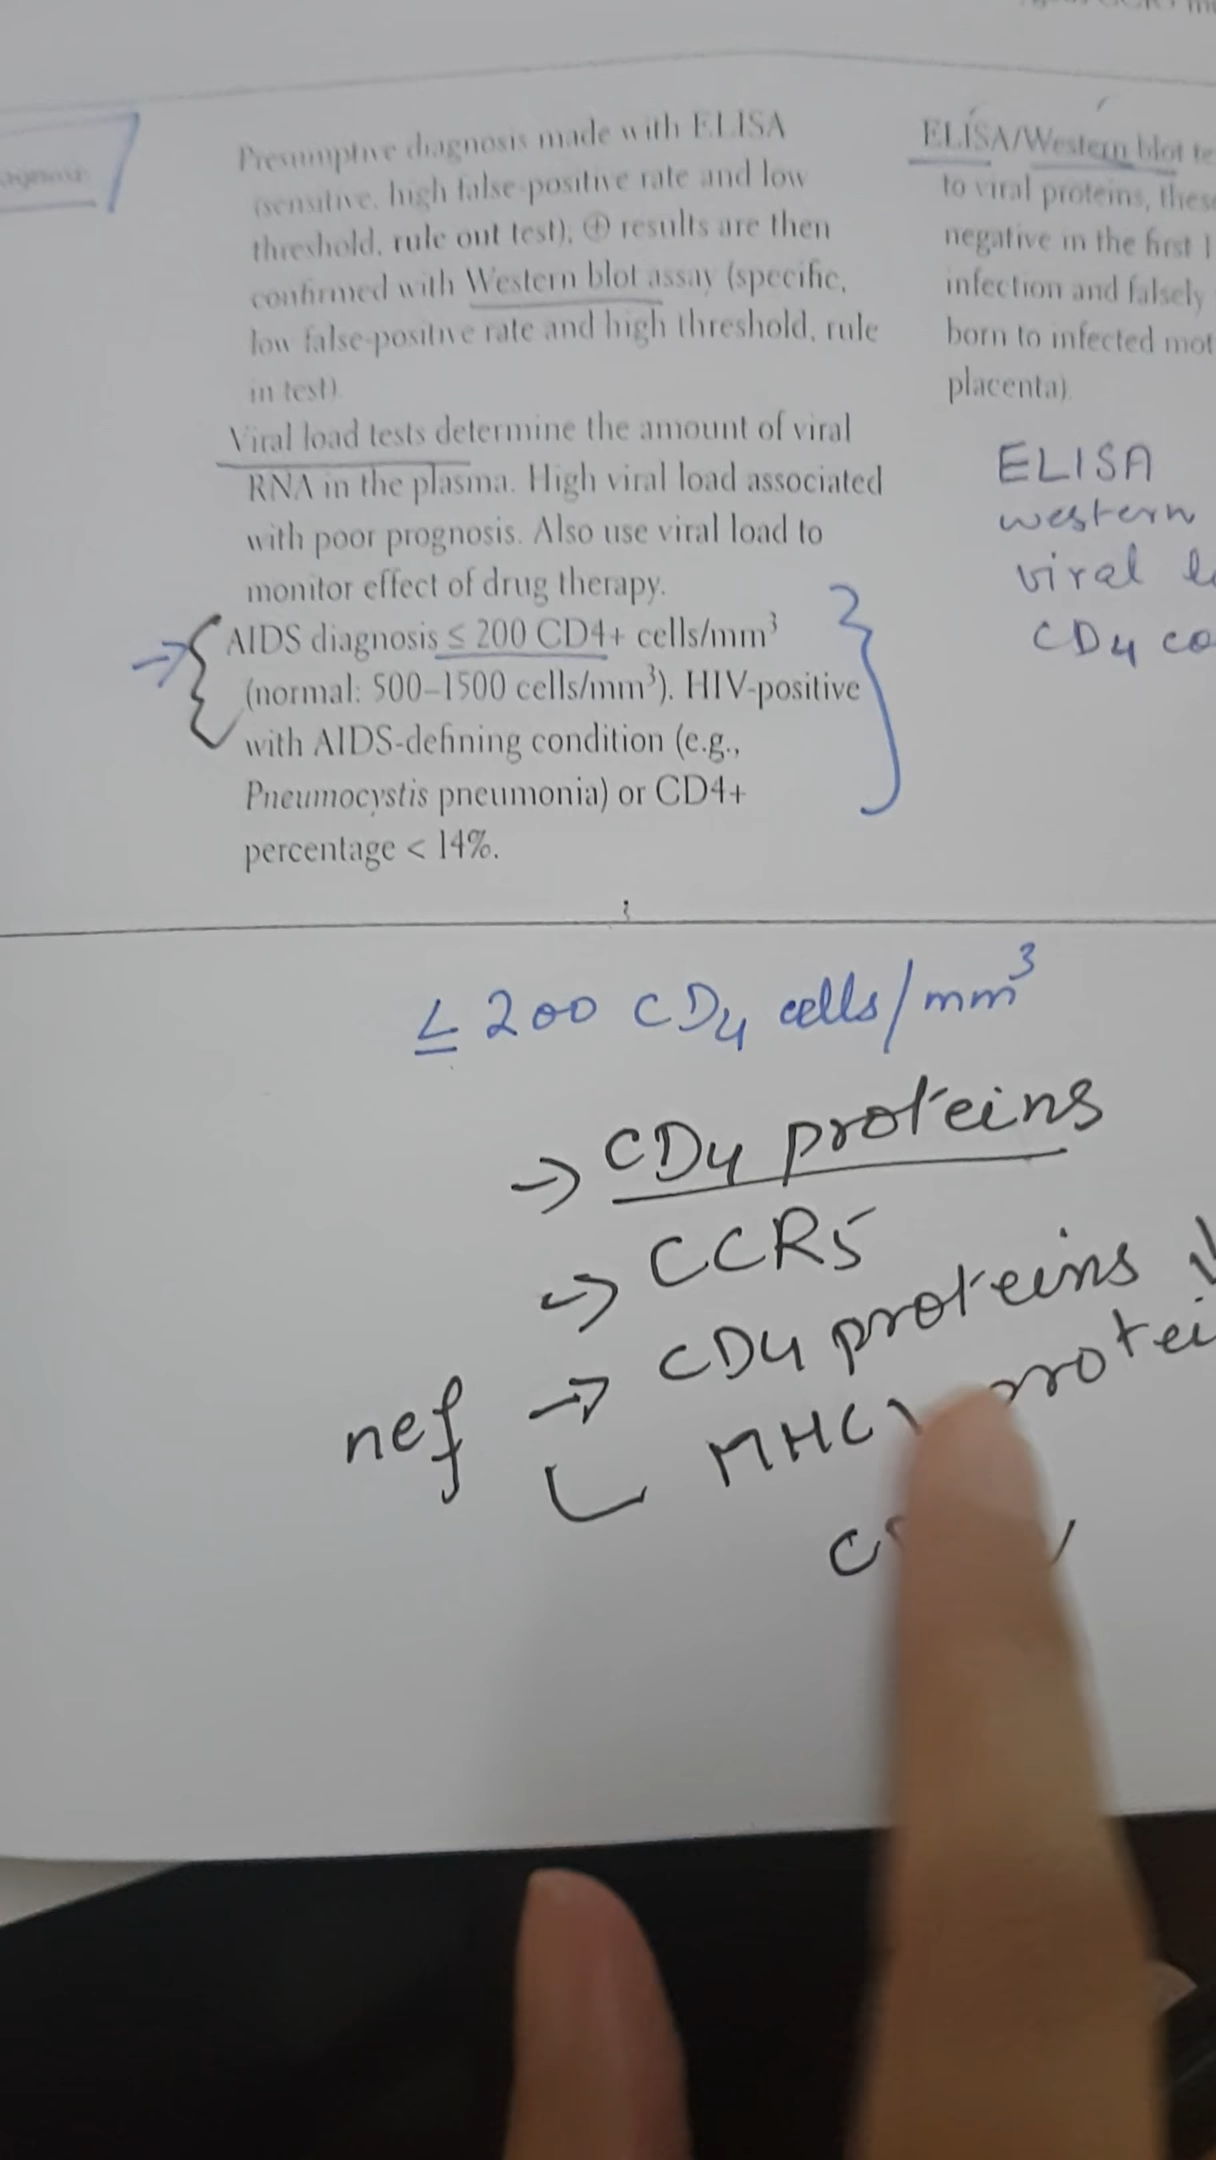 Presumptive diagnosis made with ELISA
(sensitive, high false-positive rate and low
threshold, rule out test); ⊕ results are then
confirmed with Western blot assay (specific,
low false-positive rate and high threshold, rule
in test).
Viral load tests determine the amount of viral
RNA in the plasma. High viral load associated
with poor prognosis. Also use viral load to
monitor effect of drug therapy.
AIDS diagnosis ≤ 200 CD4+ cells/mm³
(normal: 500–1500 cells/mm³). HIV-positive
with AIDS-defining condition (e.g.,
Pneumocystis pneumonia) or CD4+
percentage < 14%.
ELISA/Western blot te
to viral proteins, these
negative in the first 1
infection and falsely
born to infected mot
placenta).
ELISA
western
viral
CD4 co
≤ 200 CD4 cells/mm³
→ CD4 proteins
→ CCR5
nef → CD4 proteins ↓
MHC